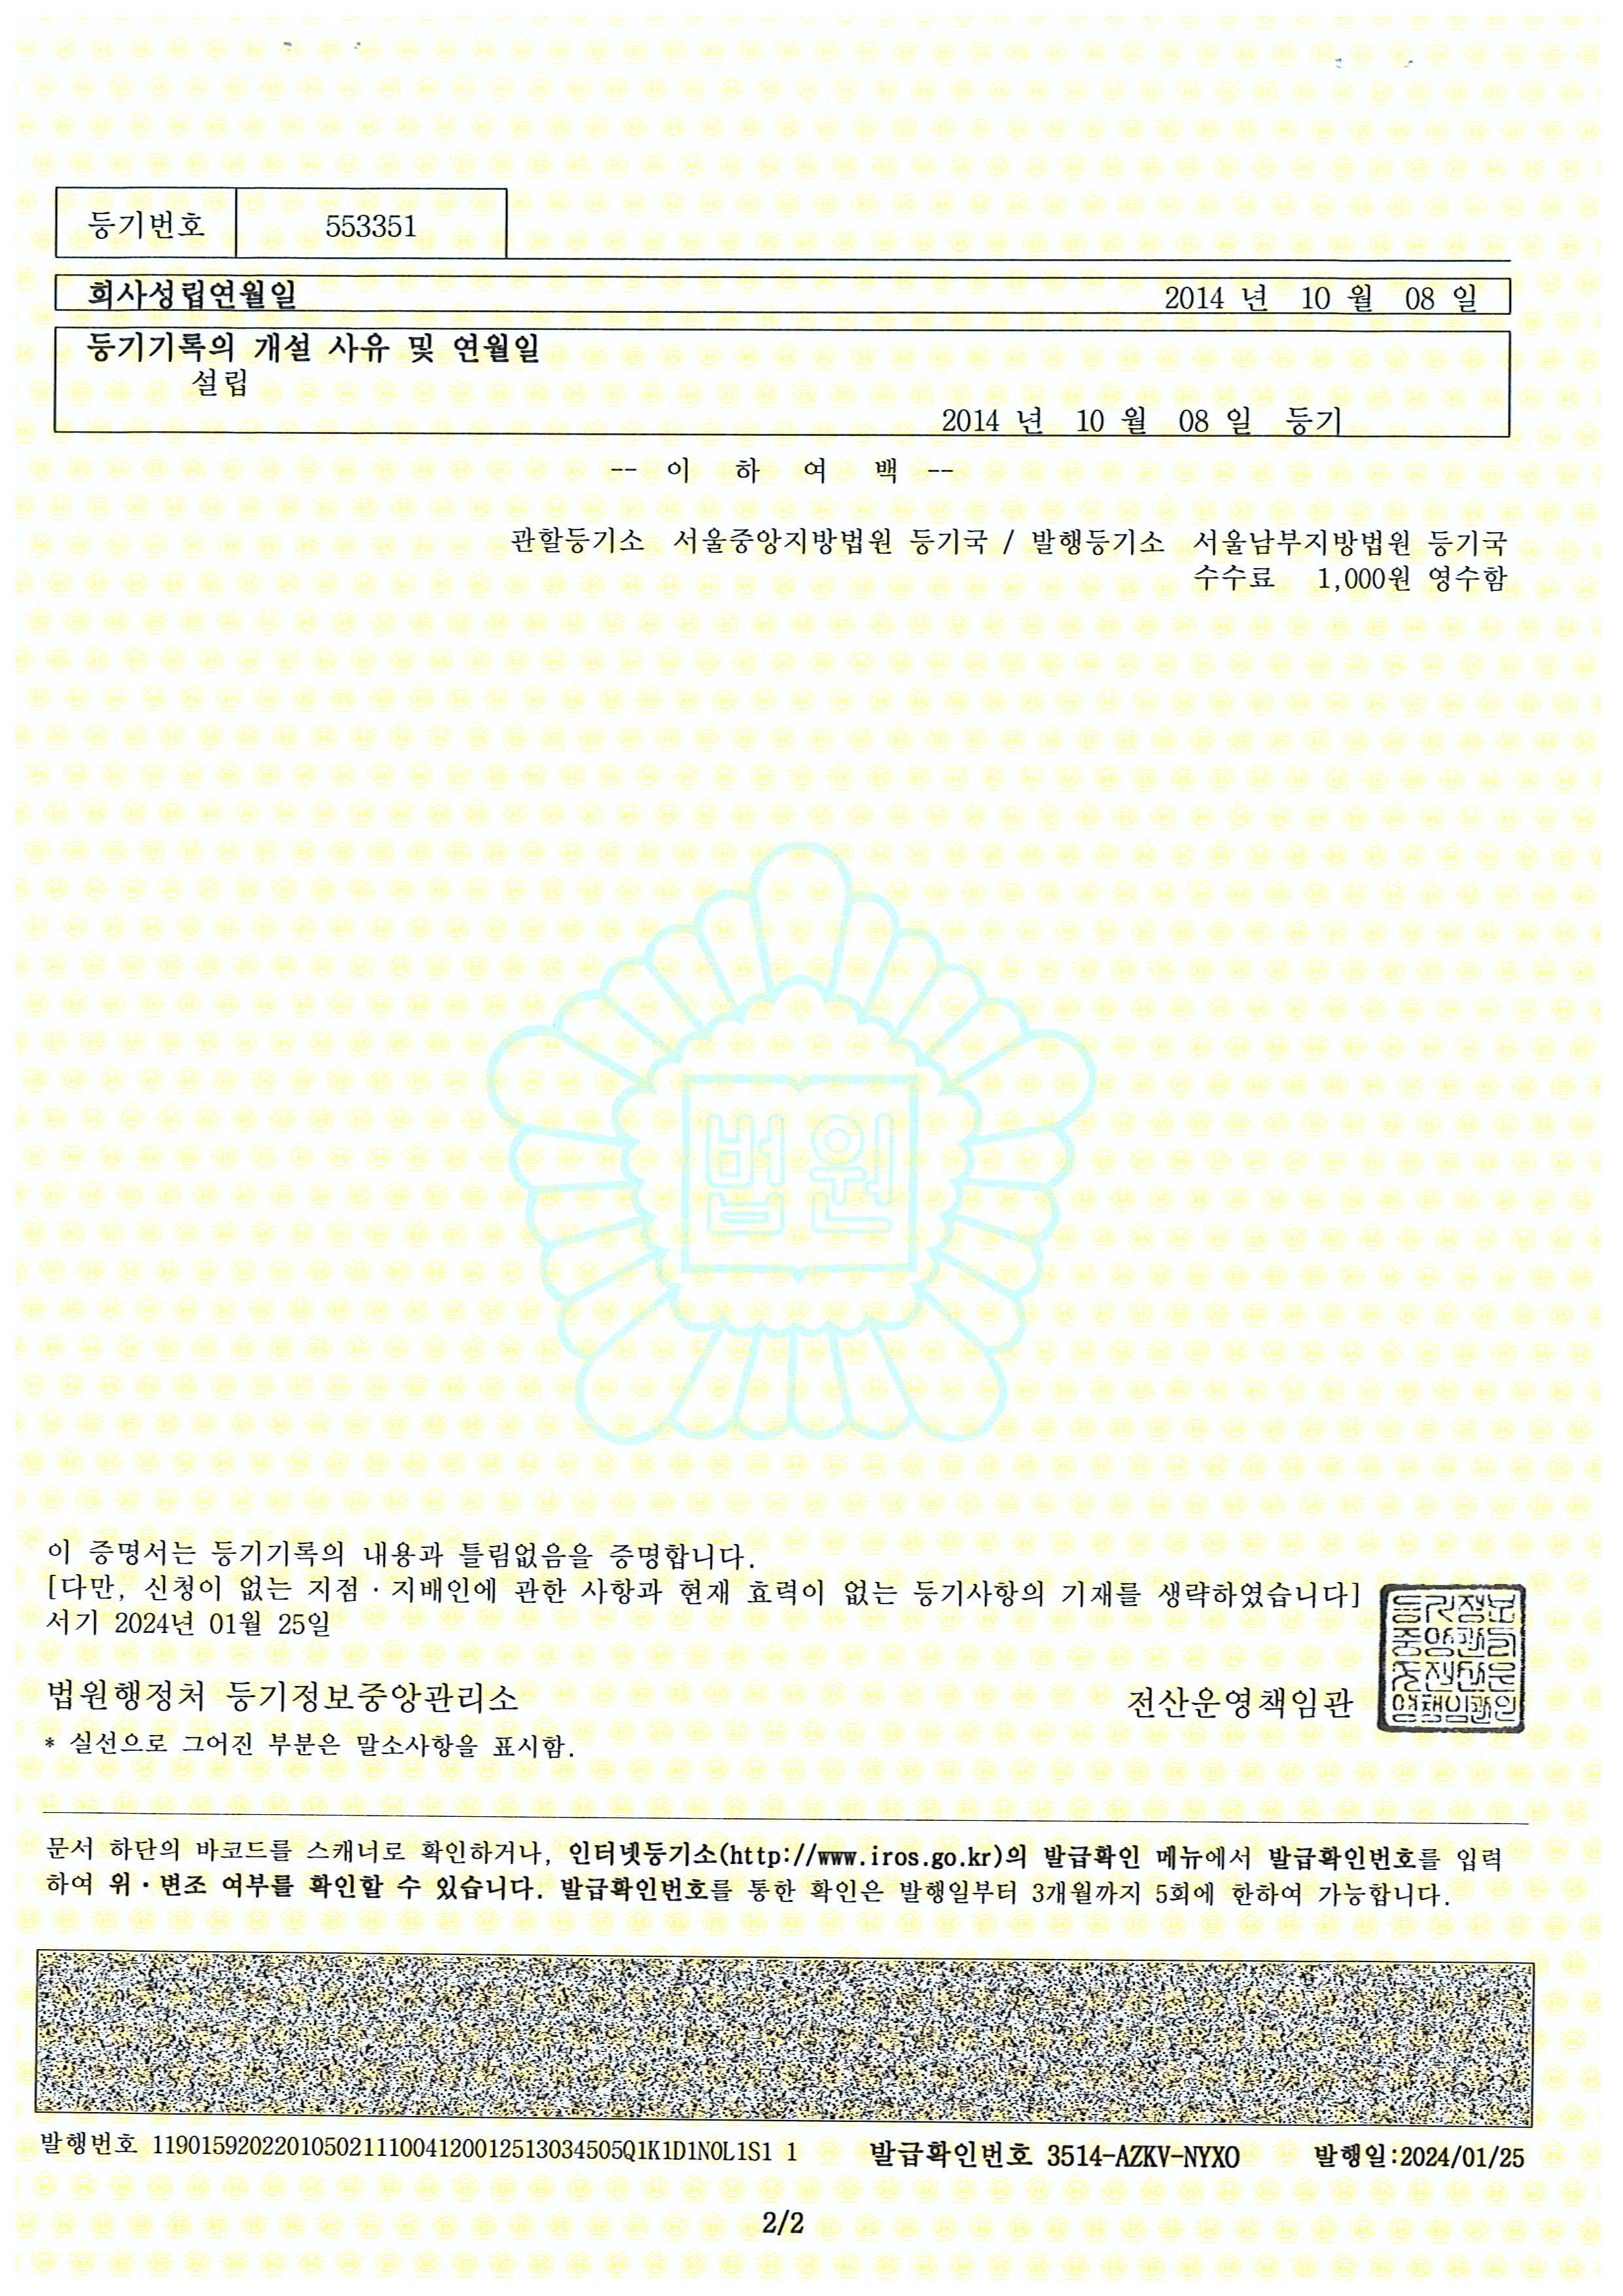 등기번호 553351
회사성립연월일 2014 년 10 월 08 일
등기기록의 개설 사유 및 연월일
설립
2014 년 10 월 08 일 등기
-- 이 하 여 백 --
관할등기소 서울중앙지방법원 등기국 / 발행등기소 서울남부지방법원 등기국
수수료 1,000원 영수함
법원
이 증명서는 등기기록의 내용과 틀림없음을 증명합니다.
[다만, 신청이 없는 지점·지배인에 관한 사항과 현재 효력이 없는 등기사항의 기재를 생략하였습니다]
서기 2024년 01월 25일
법원행정처 등기정보중앙관리소 전산운영책임관
* 실선으로 그어진 부분은 말소사항을 표시함.
문서 하단의 바코드를 스캐너로 확인하거나, 인터넷등기소(http://www.iros.go.kr)의 발급확인 메뉴에서 발급확인번호를 입력
하여 위·변조 여부를 확인할 수 있습니다. 발급확인번호를 통한 확인은 발행일부터 3개월까지 5회에 한하여 가능합니다.
발행번호 11901592022010502111004120012513034505Q1K1D1N0L1S1 1 발급확인번호 3514-AZKV-NYXO 발행일:2024/01/25
2/2